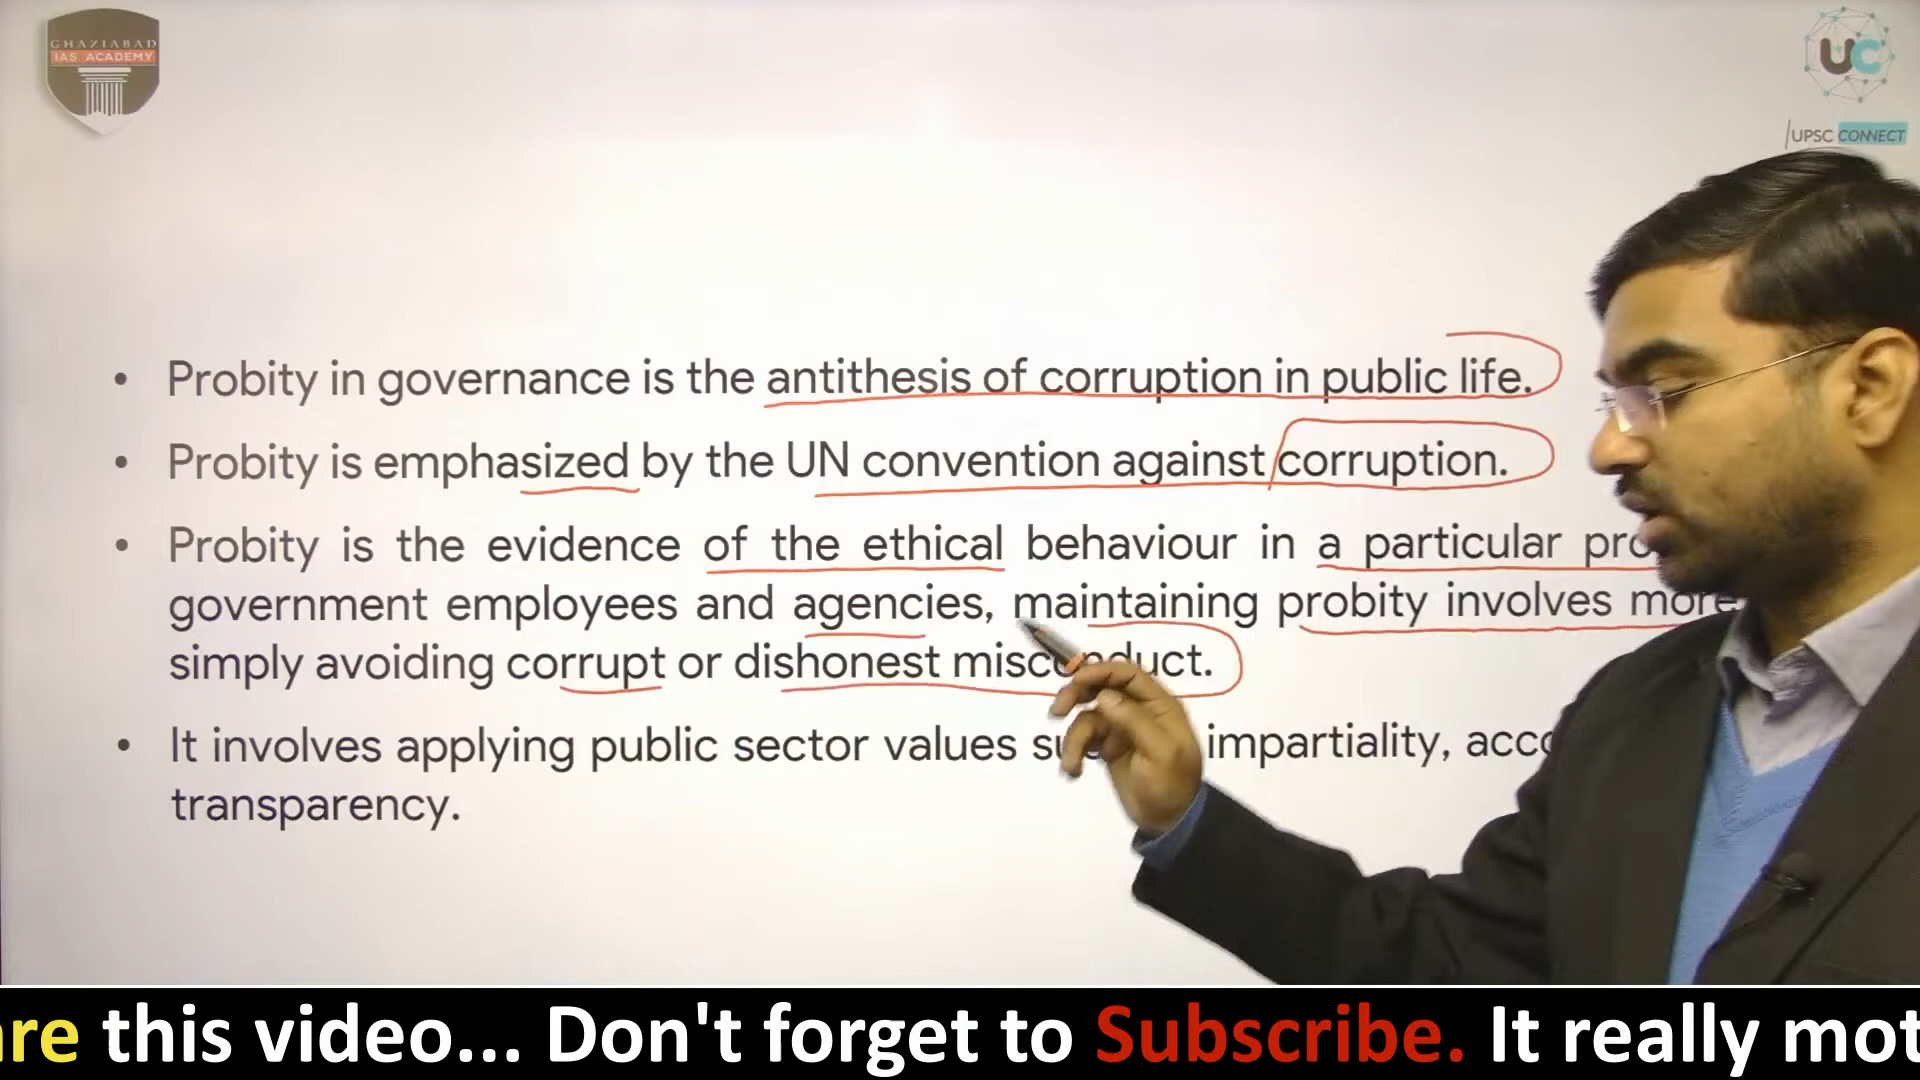 GHAZIABAD
IAS ACADEMY
UC
UPSC CONNECT
• Probity in governance is the antithesis of corruption in public life.
• Probity is emphasized by the UN convention against corruption.
• Probity is the evidence of the ethical behaviour in a particular
government employees and agencies, maintaining probity involves more
simply avoiding corrupt or dishonest misconduct.
• It involves applying public sector values impartiality,
transparency.
this video... Don't forget to Subscribe. It really